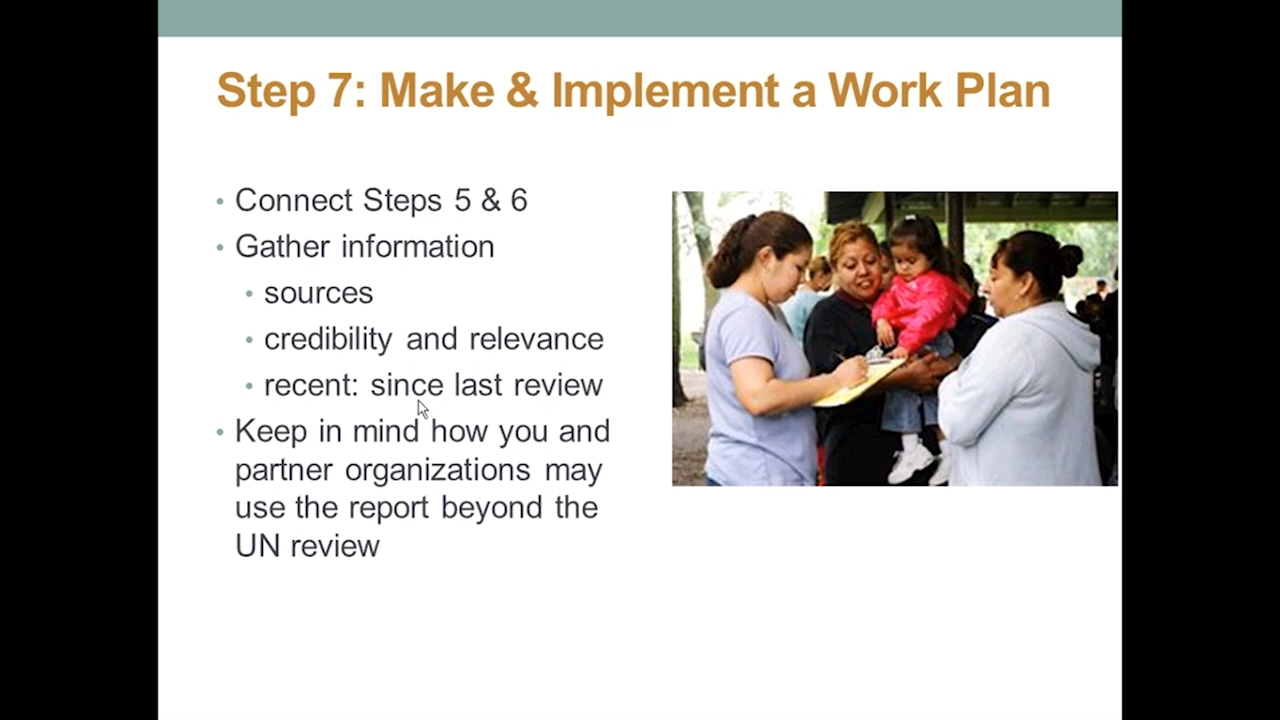 Step 7: Make & Implement a Work Plan
• Connect Steps 5 & 6
• Gather information
• sources
• credibility and relevance
• recent: since last review
• Keep in mind how you and
partner organizations may
use the report beyond the
UN review